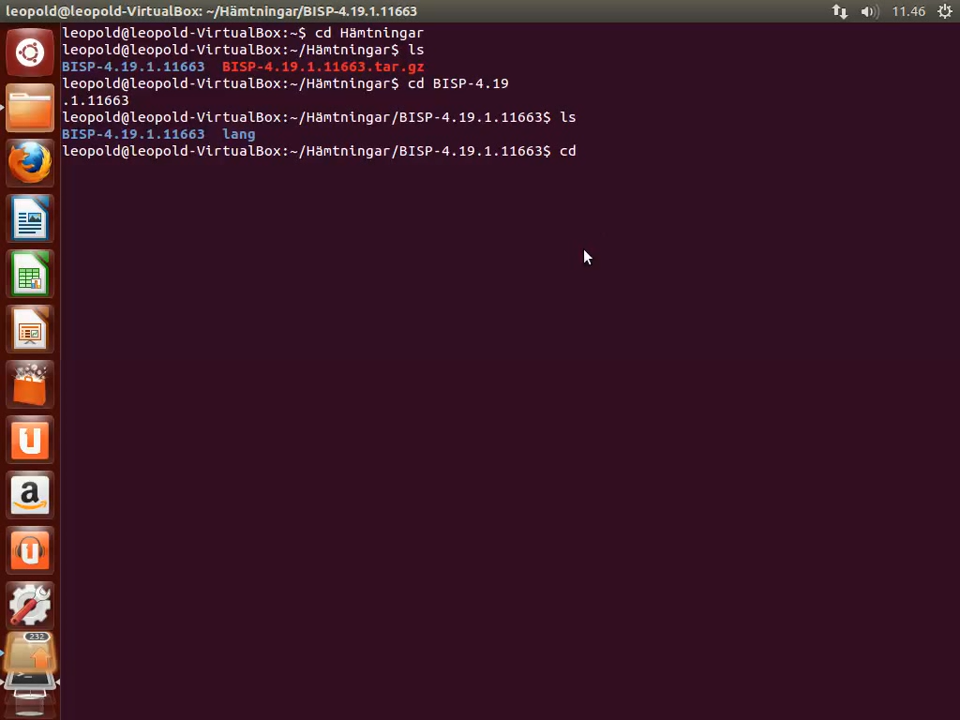 leopold@leopold-VirtualBox: ~/Hämtningar/BISP-4.19.1.11663
11.46
leopold@leopold-VirtualBox:~$ cd Hämtningar
leopold@leopold-VirtualBox:~/Hämtningar$ ls
BISP-4.19.1.11663  BISP-4.19.1.11663.tar.gz
leopold@leopold-VirtualBox:~/Hämtningar$ cd BISP-4.19
.1.11663
leopold@leopold-VirtualBox:~/Hämtningar/BISP-4.19.1.11663$ ls
BISP-4.19.1.11663  lang
leopold@leopold-VirtualBox:~/Hämtningar/BISP-4.19.1.11663$ cd
232